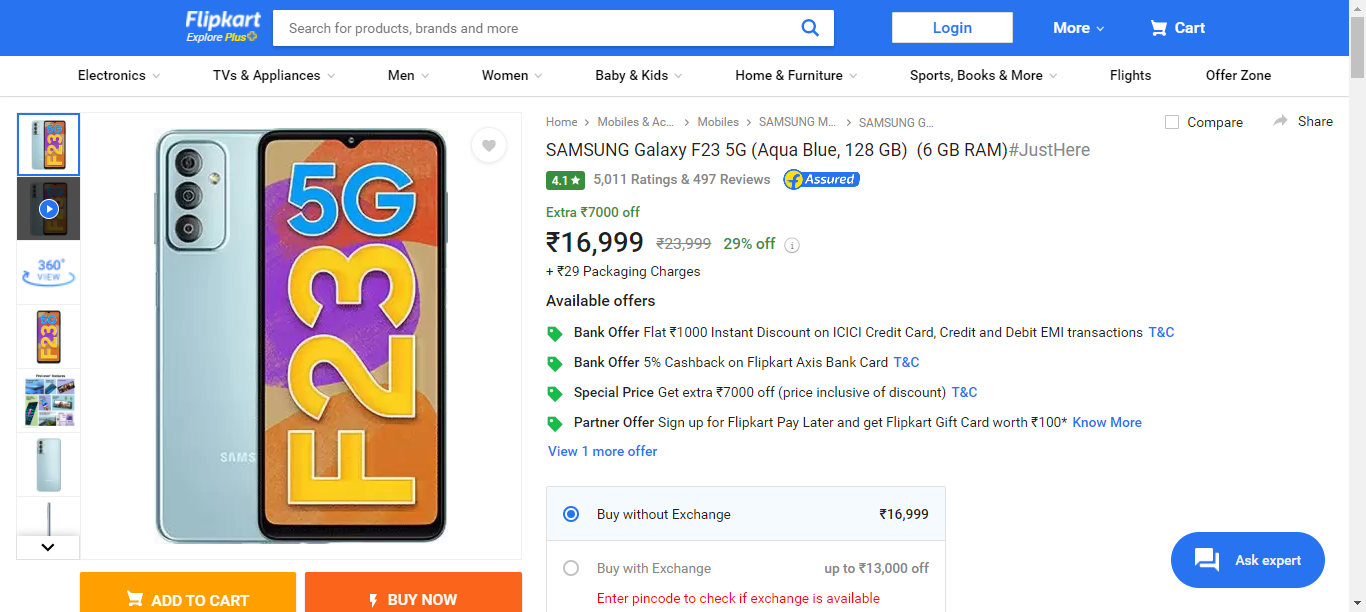 Flipkart
Explore Plus
Search for products, brands and more
Login
More
Cart
Electronics
TVs & Appliances
Men
Women
Baby & Kids
Home & Furniture
Sports, Books & More
Flights
Offer Zone
Home
Mobiles & Ac...
Mobiles
SAMSUNG M...
SAMSUNG G...
Compare
Share
SAMSUNG Galaxy F23 5G (Aqua Blue, 128 GB) (6 GB RAM)#JustHere
4.1★ 5,011 Ratings & 497 Reviews Assured
Extra ₹7000 off
₹16,999 ₹23,999 29% off
+ ₹29 Packaging Charges
Available offers
Bank Offer Flat ₹1000 Instant Discount on ICICI Credit Card, Credit and Debit EMI transactions T&C
Bank Offer 5% Cashback on Flipkart Axis Bank Card T&C
Special Price Get extra ₹7000 off (price inclusive of discount) T&C
Partner Offer Sign up for Flipkart Pay Later and get Flipkart Gift Card worth ₹100* Know More
View 1 more offer
Buy without Exchange ₹16,999
Buy with Exchange up to ₹13,000 off
Enter pincode to check if exchange is available
Ask expert
5G
F23
SAMS
F23 5G
360°
VIEW
F23 5G
ADD TO CART
BUY NOW